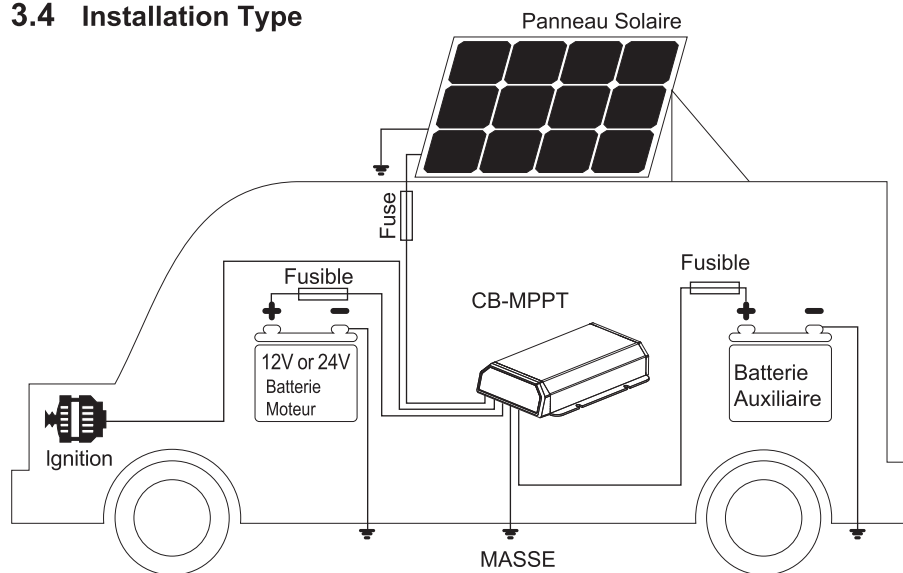 3.4 Installation Type
Panneau Solaire
Fuse
Fusible
Fusible
CB-MPPT
12V or 24V
Batterie
Moteur
Batterie
Auxiliaire
Ignition
MASSE